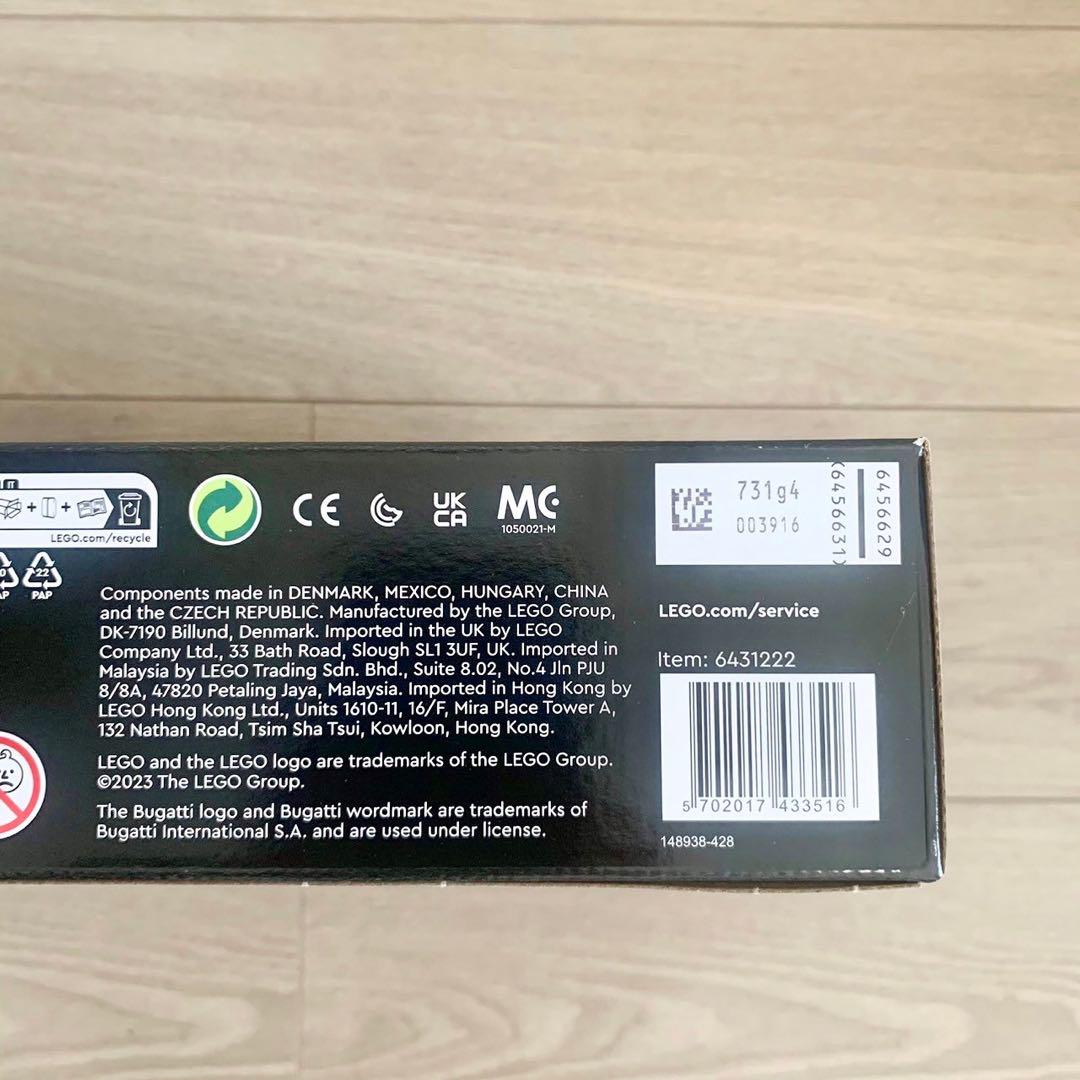 IT
LEGO.com/recycle
22
PAP
CE
UK
CA
MC
1050021-M
Components made in DENMARK, MEXICO, HUNGARY, CHINA
and the CZECH REPUBLIC. Manufactured by the LEGO Group,
DK-7190 Billund, Denmark. Imported in the UK by LEGO
Company Ltd., 33 Bath Road, Slough SL1 3UF, UK. Imported in
Malaysia by LEGO Trading Sdn. Bhd., Suite 8.02, No.4 Jln PJU
8/8A, 47820 Petaling Jaya, Malaysia. Imported in Hong Kong by
LEGO Hong Kong Ltd., Units 1610-11, 16/F, Mira Place Tower A,
132 Nathan Road, Tsim Sha Tsui, Kowloon, Hong Kong.
LEGO and the LEGO logo are trademarks of the LEGO Group.
©2023 The LEGO Group.
The Bugatti logo and Bugatti wordmark are trademarks of
Bugatti International S.A. and are used under license.
731g4
003916
(6456631)
6456629
LEGO.com/service
Item: 6431222
5 702017 433516
148938-428